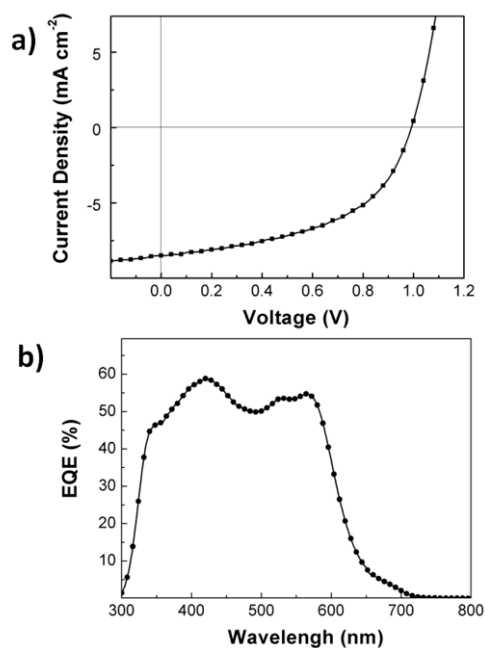 a)
Current Density (mA cm-2)
5
0
-5
0.0 0.2 0.4 0.6 0.8 1.0 1.2
Voltage (V)
b)
EQE (%)
60
50
40
30
20
10
300 400 500 600 700 800
Wavelengh (nm)